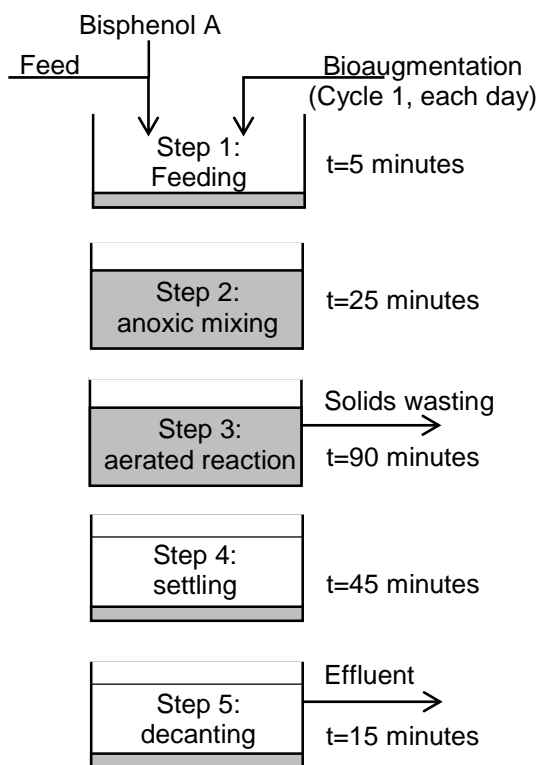 Bisphenol A
Feed
Bioaugmentation
(Cycle 1, each day)
Step 1:
Feeding
t=5 minutes
Step 2:
anoxic mixing
t=25 minutes
Solids wasting
Step 3:
aerated reaction
t=90 minutes
Step 4:
settling
t=45 minutes
Effluent
Step 5:
decanting
t=15 minutes